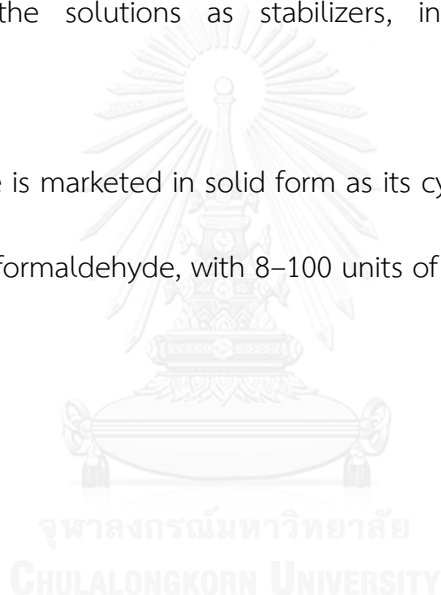 the solutions as stabilizers, in
is marketed in solid form as its cy
formaldehyde, with 8–100 units of
จุฬาลงกรณ์มหาวิทยาลัย
CHULALONGKORN UNIVERSITY